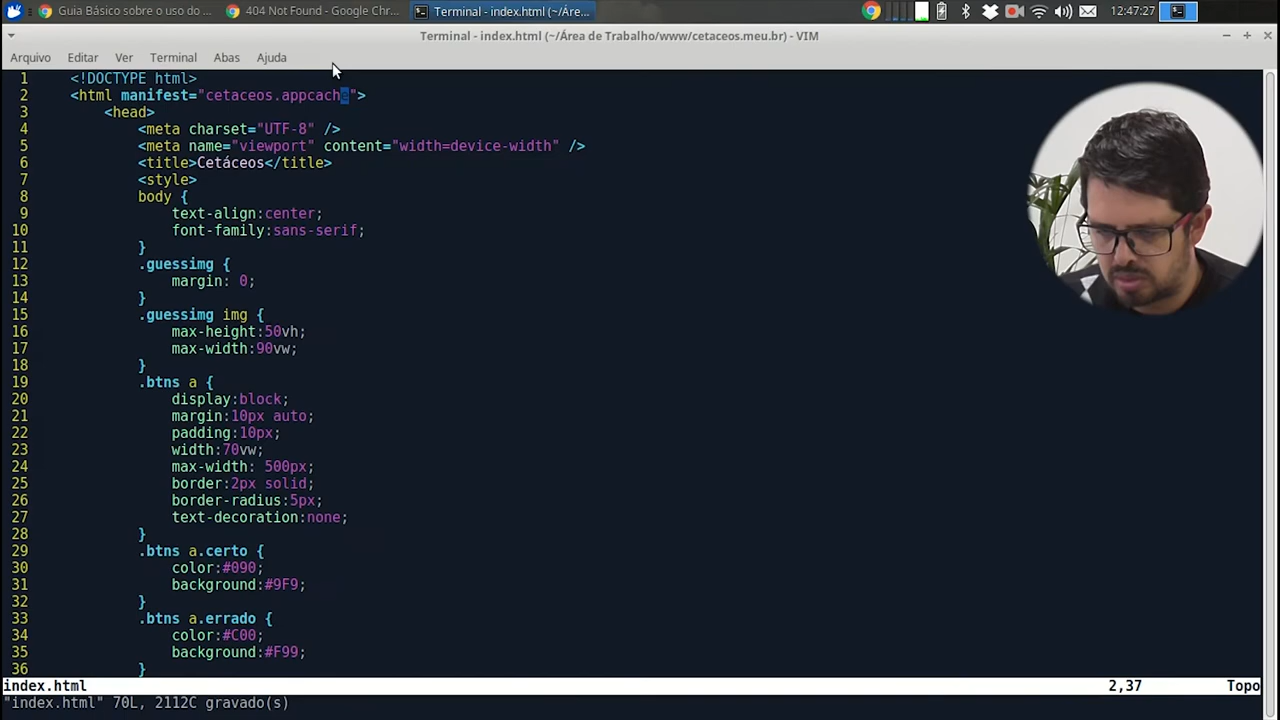 Guia Básico sobre o uso do ...
404 Not Found - Google Chr...
Terminal - index.html (~/Áre...
12:47:27
Terminal - index.html (~/Área de Trabalho/www/cetaceos.meu.br) - VIM
Arquivo Editar Ver Terminal Abas Ajuda
1 <!DOCTYPE html>
2 <html manifest="cetaceos.appcache">
3 <head>
4 <meta charset="UTF-8" />
5 <meta name="viewport" content="width=device-width" />
6 <title>Cetáceos</title>
7 <style>
8 body {
9 text-align:center;
10 font-family:sans-serif;
11 }
12 .guessimg {
13 margin: 0;
14 }
15 .guessimg img {
16 max-height:50vh;
17 max-width:90vw;
18 }
19 .btns a {
20 display:block;
21 margin:10px auto;
22 padding:10px;
23 width:70vw;
24 max-width: 500px;
25 border:2px solid;
26 border-radius:5px;
27 text-decoration:none;
28 }
29 .btns a.certo {
30 color:#090;
31 background:#9F9;
32 }
33 .btns a.errado {
34 color:#C00;
35 background:#F99;
36 }
index.html 2,37 Topo
"index.html" 70L, 2112C gravado(s)